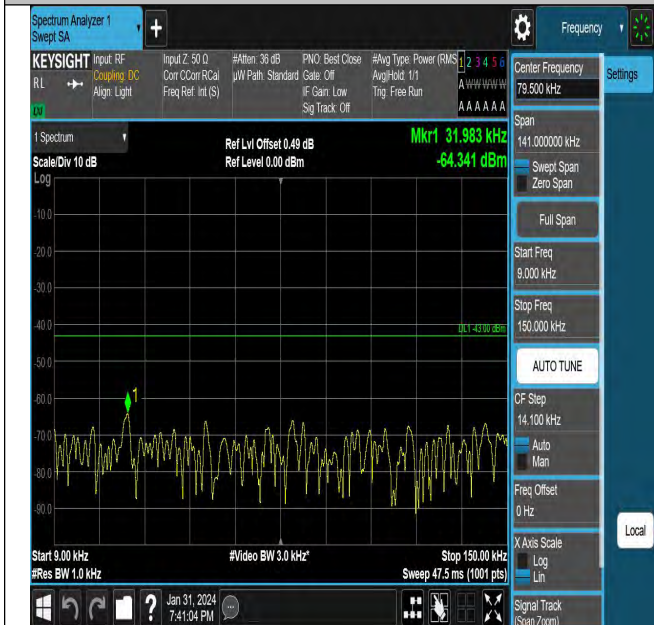 Spectrum Analyzer 1
Swept SA
+
Frequency
KEYSIGHT
RL
Input: RF
Coupling: DC
Align: Light
Input Z: 50 Ω
Corr CCorr RCal
Freq Ref: Int (S)
#Atten: 36 dB
µW Path: Standard
PNO: Best Close
Gate: Off
IF Gain: Low
Sig Track: Off
#Avg Type: Power (RMS
Avg|Hold: 1/1
Trig: Free Run
1 2 3 4 5 6
A W W W W W
A A A A A A
1 Spectrum
Scale/Div 10 dB
Log
Ref Lvl Offset 0.49 dB
Ref Level 0.00 dBm
Mkr1 31.983 kHz
-64.341 dBm
-10.0
-20.0
-30.0
-40.0
DL1 -43.00 dBm
-50.0
-60.0
1
-70.0
-80.0
-90.0
Start 9.00 kHz
#Video BW 3.0 kHz*
Stop 150.00 kHz
#Res BW 1.0 kHz
Sweep 47.5 ms (1001 pts)
?
Jan 31, 2024
7:41:04 PM
Center Frequency
79.500 kHz
Settings
Span
141.000000 kHz
Swept Span
Zero Span
Full Span
Start Freq
9.000 kHz
Stop Freq
150.000 kHz
AUTO TUNE
CF Step
14.100 kHz
Auto
Man
Freq Offset
0 Hz
X Axis Scale
Log
Lin
Local
Signal Track
(Span Zoom)